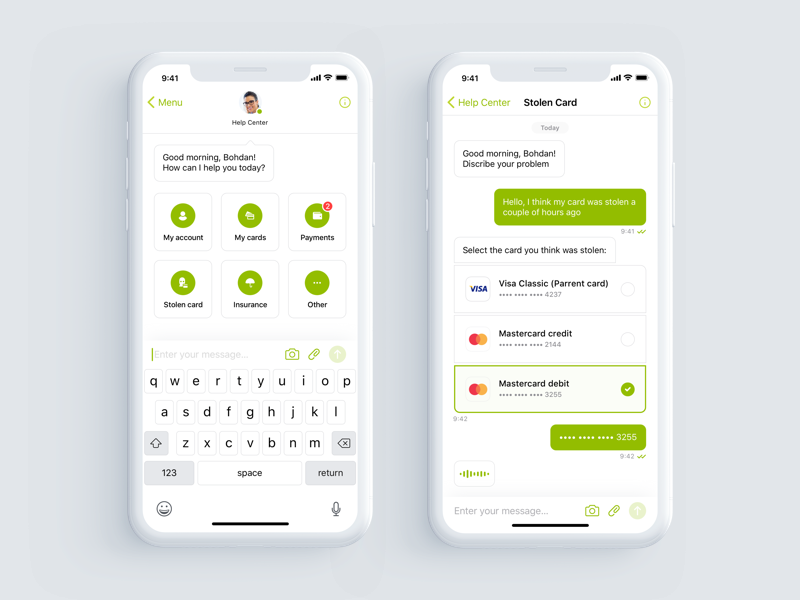 9:41
Menu
Help Center
Good morning, Bohdan!
How can I help you today?
My account
My cards
2
Payments
Stolen card
Insurance
Other
Enter your message...
q w e r t y u i o p
a s d f g h j k l
z x c v b n m
123 space return
9:41
Help Center Stolen Card
Today
Good morning, Bohdan!
Discribe your problem
Hello, I think my card was stolen a
couple of hours ago
9:41
Select the card you think was stolen:
VISA
Visa Classic (Parrent card)
•••• •••• •••• 4237
Mastercard credit
•••• •••• •••• 2144
Mastercard debit
•••• •••• •••• 3255
9:42
•••• •••• •••• 3255
9:42
Enter your message...